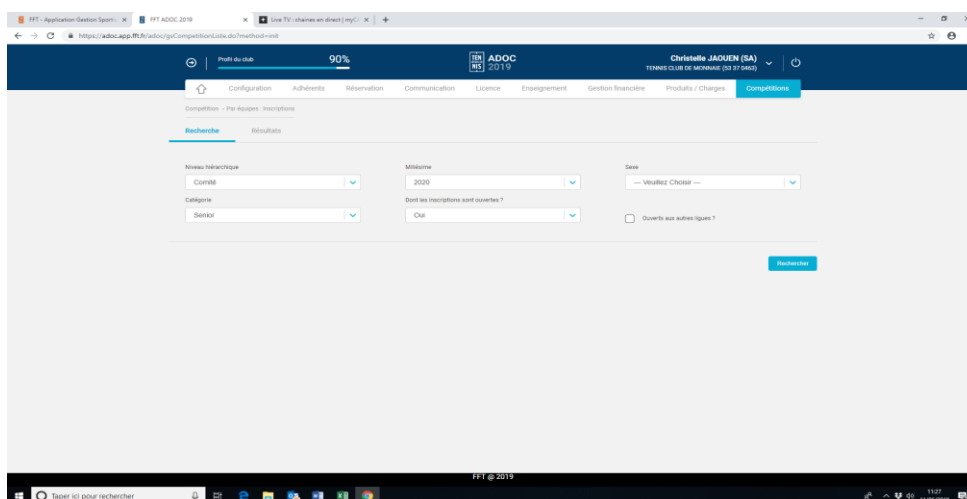 FFT - Application Gestion Sporti
FFT ADOC 2019
Live TV : chaines en direct | myC
https://adoc.app.fft.fr/adoc/gsCompetitionListe.do?method=init
Profil du club
90%
TEN
NIS
ADOC
2019
Christelle JAOUEN (SA)
TENNIS CLUB DE MONNAIE (53 37 0463)
Configuration Adhérents Réservation Communication Licence Enseignement Gestion financière Produits / Charges Compétitions
Compétition - Par équipes : Inscriptions
Recherche Résultats
Niveau hiérarchique Millésime Sexe
Comité 2020 --- Veuillez Choisir ---
Catégorie Dont les inscriptions sont ouvertes ?
Senior Oui Ouverts aux autres ligues ?
Rechercher
FFT @ 2019
Taper ici pour rechercher
11:27